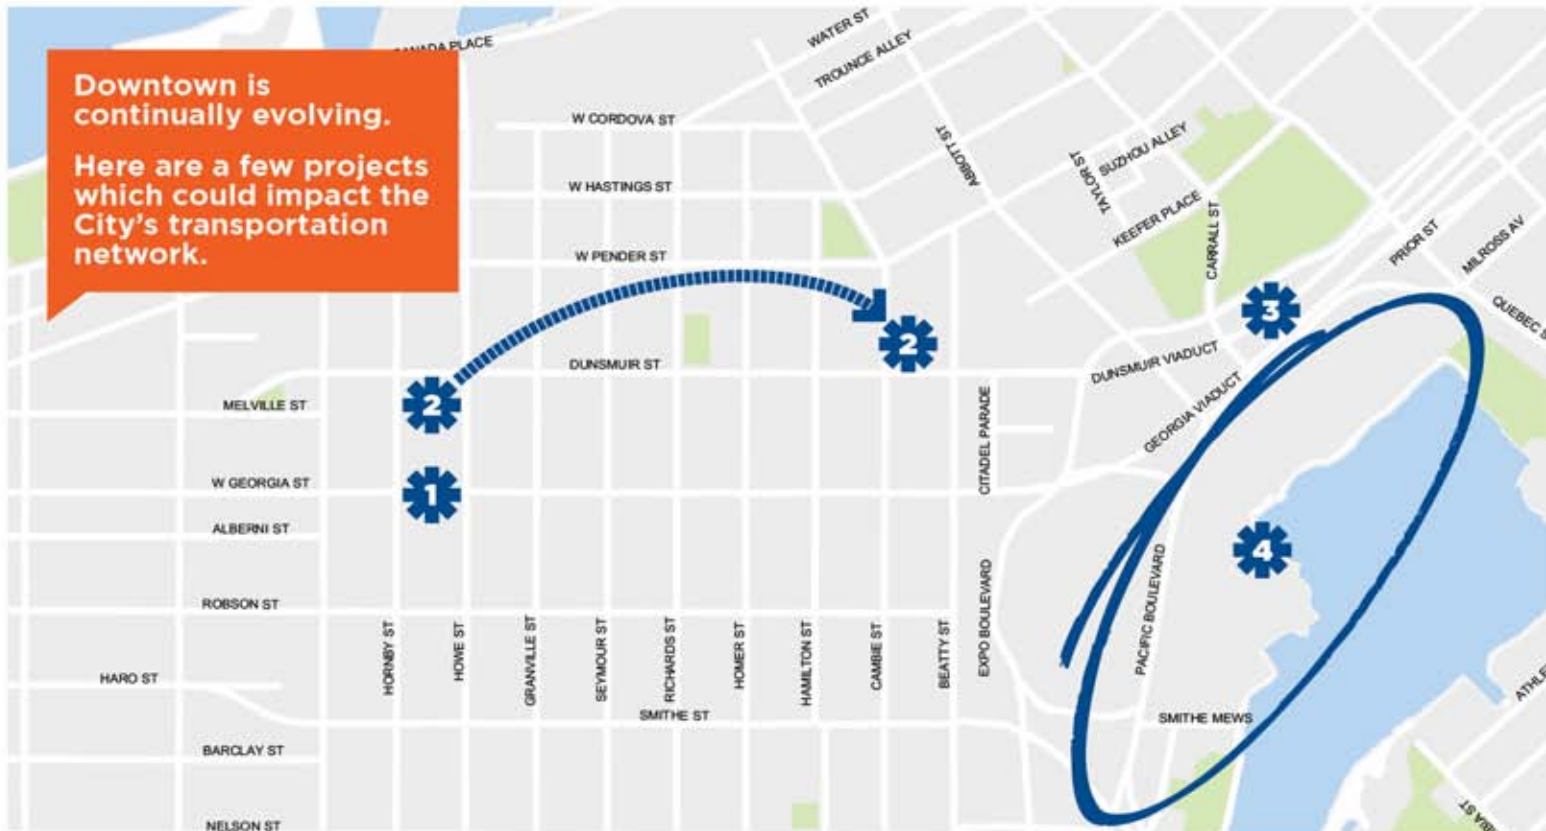 CANADA PLACE
WATER ST
TROUNCE ALLEY
Downtown is
continually evolving.
Here are a few projects
which could impact the
City's transportation
network.
W CORDOVA ST
ABBOTT ST
TAYLOR ST
SUZHOU ALLEY
W HASTINGS ST
KEEFER PLACE
CARRALL ST
PRIOR ST
MILROSS AV
W PENDER ST
QUEBEC S
3
2
DUNSMUIR ST
DUNSMUIR VIADUCT
2
MELVILLE ST
GEORGIA VIADUCT
CITADEL PARADE
W GEORGIA ST
1
ALBERNI ST
4
ROBSON ST
HORNBY ST
HOWE ST
GRANVILLE ST
SEYMOUR ST
RICHARDS ST
HOMER ST
HAMILTON ST
CAMBIE ST
BEATTY ST
EXPO BOULEVARD
PACIFIC BOULEVARD
HARO ST
ATHLE
SMITHE ST
SMITHE MEWS
BARCLAY ST
NELSON ST